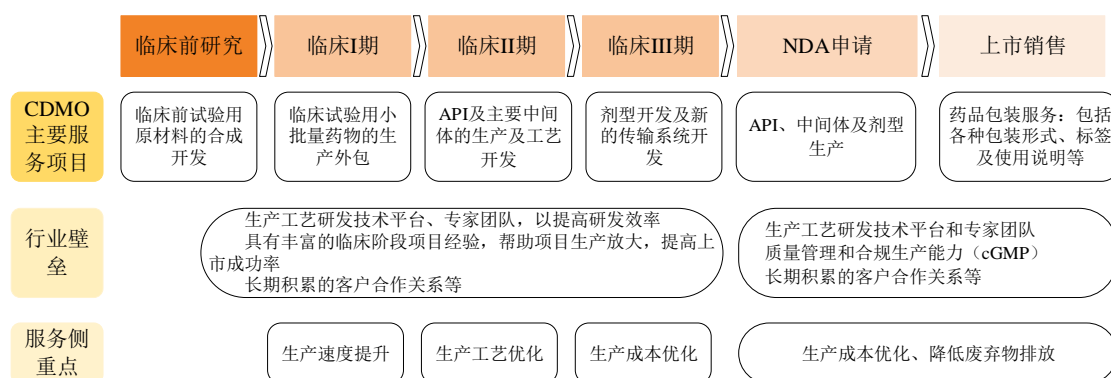 临床前研究
临床I期
临床II期
临床III期
NDA申请
上市销售
CDMO
主要服
务项目
临床前试验用
原材料的合成
开发
临床试验用小
批量药物的生
产外包
API及主要中间
体的生产及工艺
开发
剂型开发及新
的传输系统开
发
API、中间体及剂型
生产
药品包装服务：包括
各种包装形式、标签
及使用说明等
行业壁
垒
生产工艺研发技术平台、专家团队，以提高研发效率
具有丰富的临床阶段项目经验，帮助项目生产放大，提高上
市成功率
长期积累的客户合作关系等
生产工艺研发技术平台和专家团队
质量管理和合规生产能力（cGMP）
长期积累的客户合作关系等
服务侧
重点
生产速度提升
生产工艺优化
生产成本优化
生产成本优化、降低废弃物排放